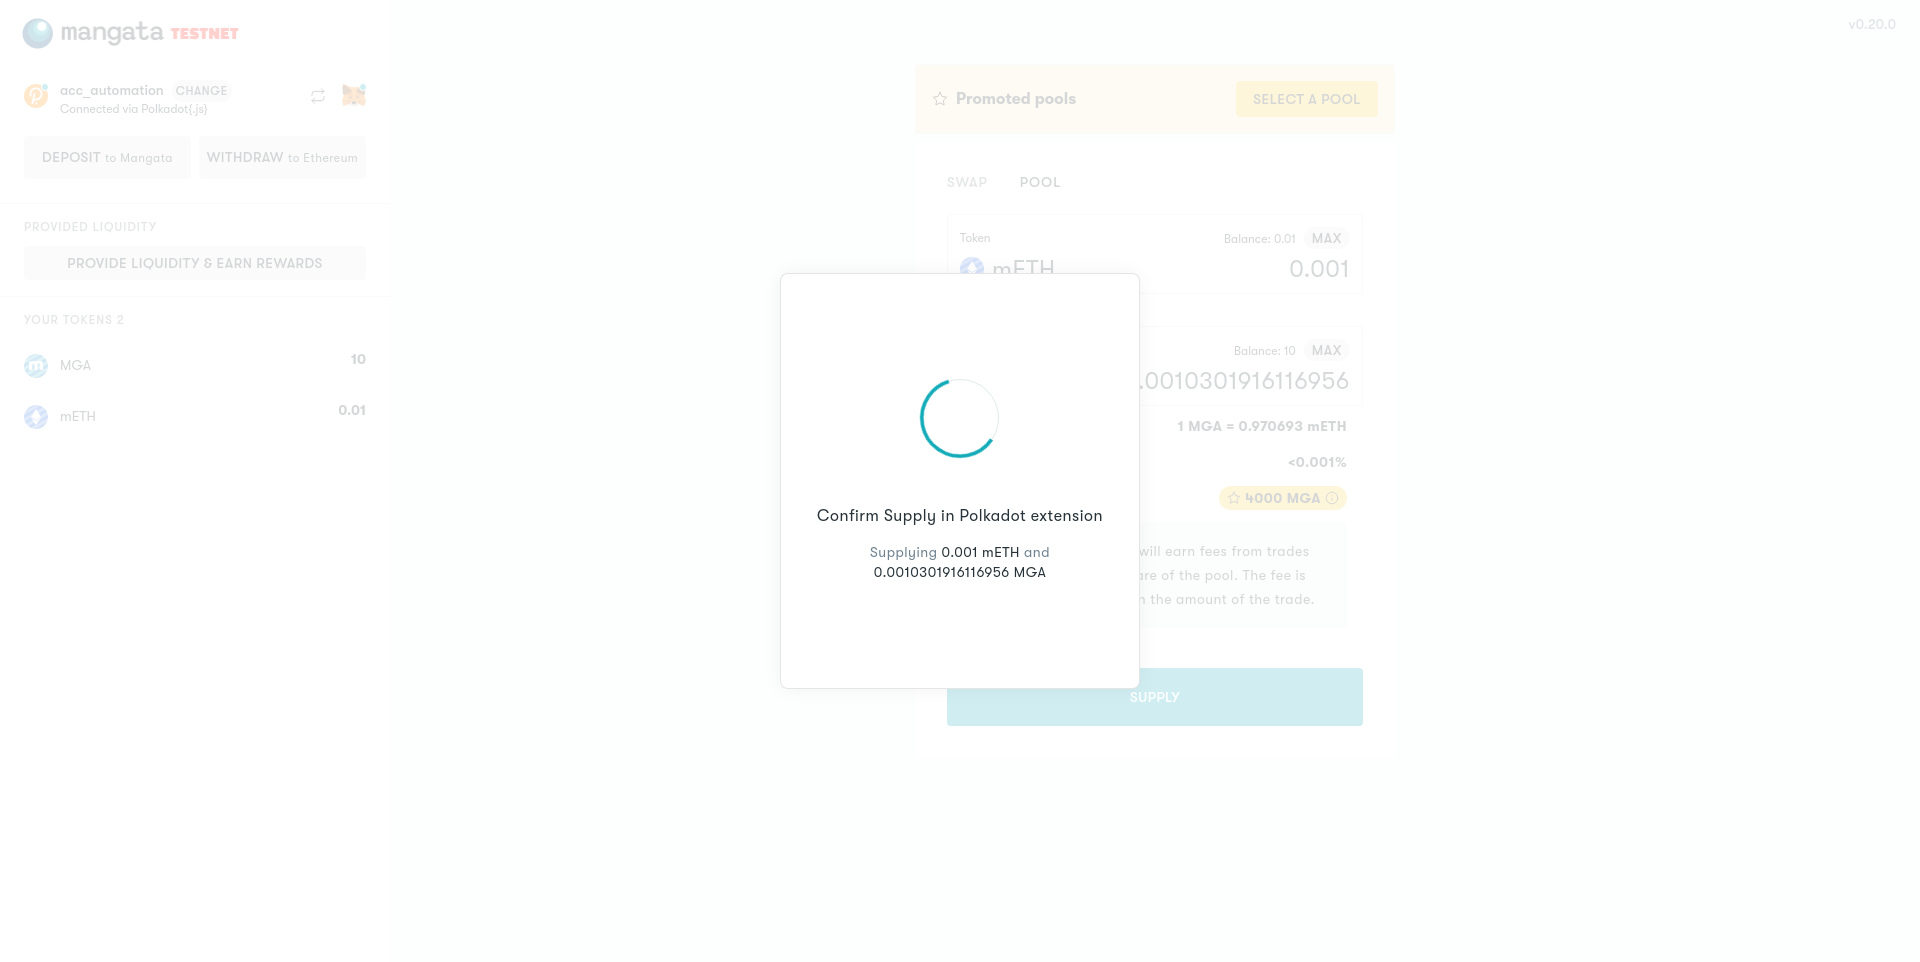 mangata TESTNET
v0.20.0
acc_automation CHANGE
Connected via Polkadot{.js}
DEPOSIT to Mangata
WITHDRAW to Ethereum
PROVIDED LIQUIDITY
PROVIDE LIQUIDITY & EARN REWARDS
YOUR TOKENS 2
MGA 10
mETH 0.01
Promoted pools
SELECT A POOL
SWAP POOL
Token
Balance: 0.01 MAX
mETH 0.001
Balance: 10 MAX
.0010301916116956
1 MGA = 0.970693 mETH
<0.001%
4000 MGA
will earn fees from trades
of the pool. The fee is
the amount of the trade.
SUPPLY
Confirm Supply in Polkadot extension
Supplying 0.001 mETH and
0.0010301916116956 MGA